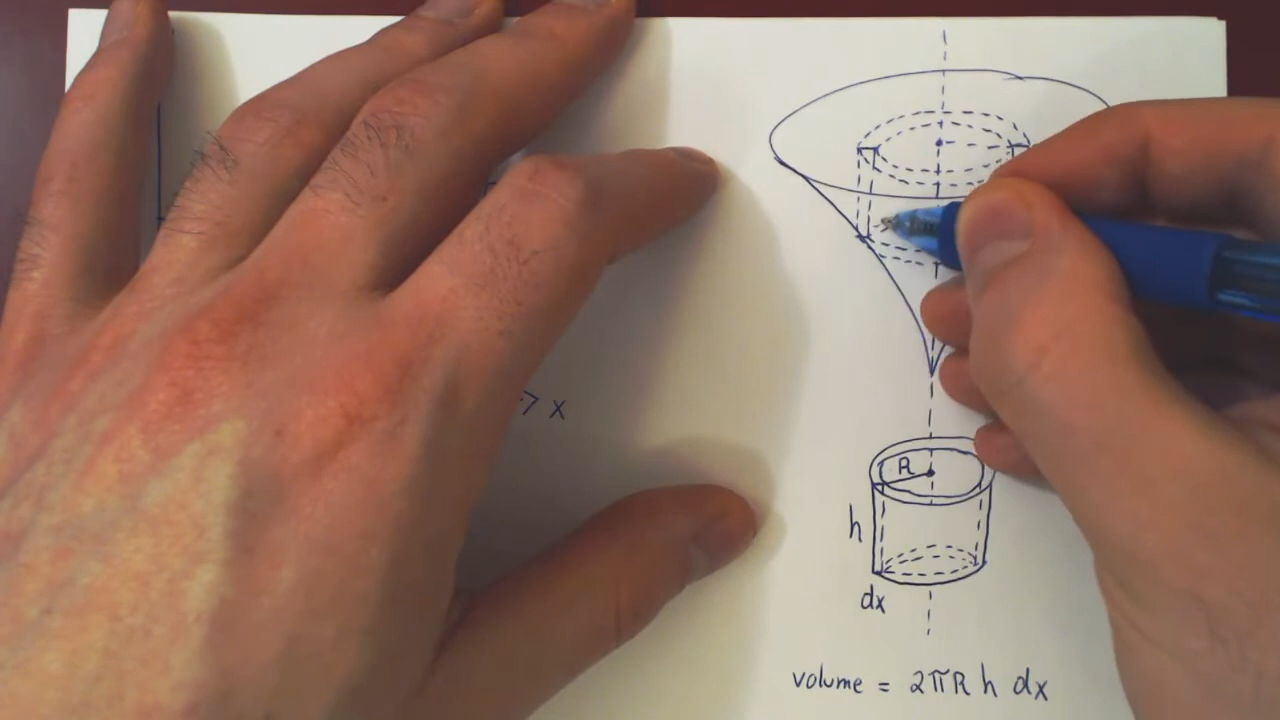 x
R
h
dx
volume = 2πR h dx